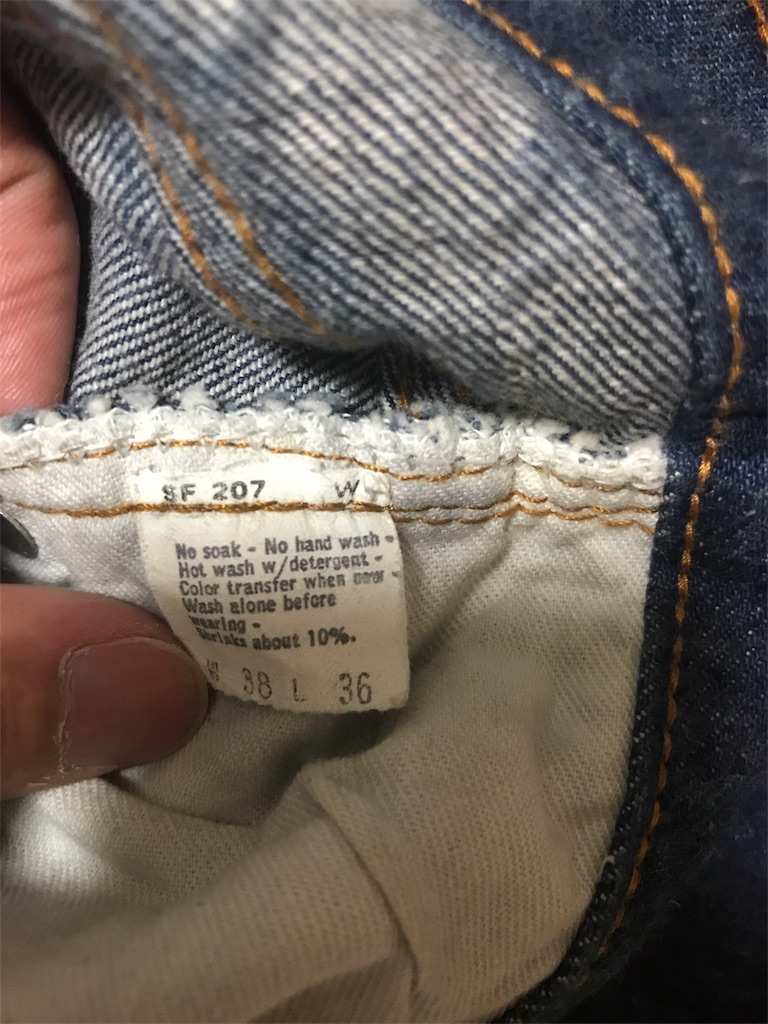 SF 207 W
No soak - No hand wash -
Hot wash w/detergent -
Color transfer when new -
Wash alone before
wearing -
Shrinks about 10%.
W 38 L 36